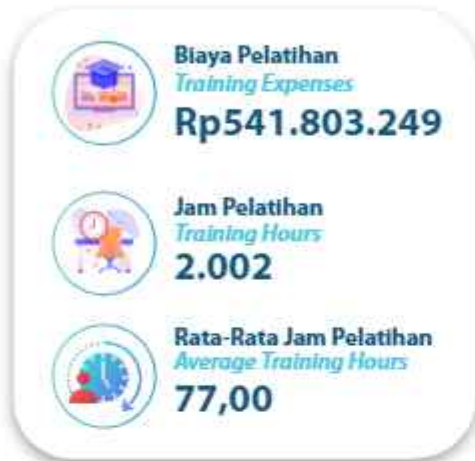 Biaya Pelatihan
Training Expenses
Rp541.803.249
Jam Pelatihan
Training Hours
2.002
Rata-Rata Jam Pelatihan
Average Training Hours
77,00